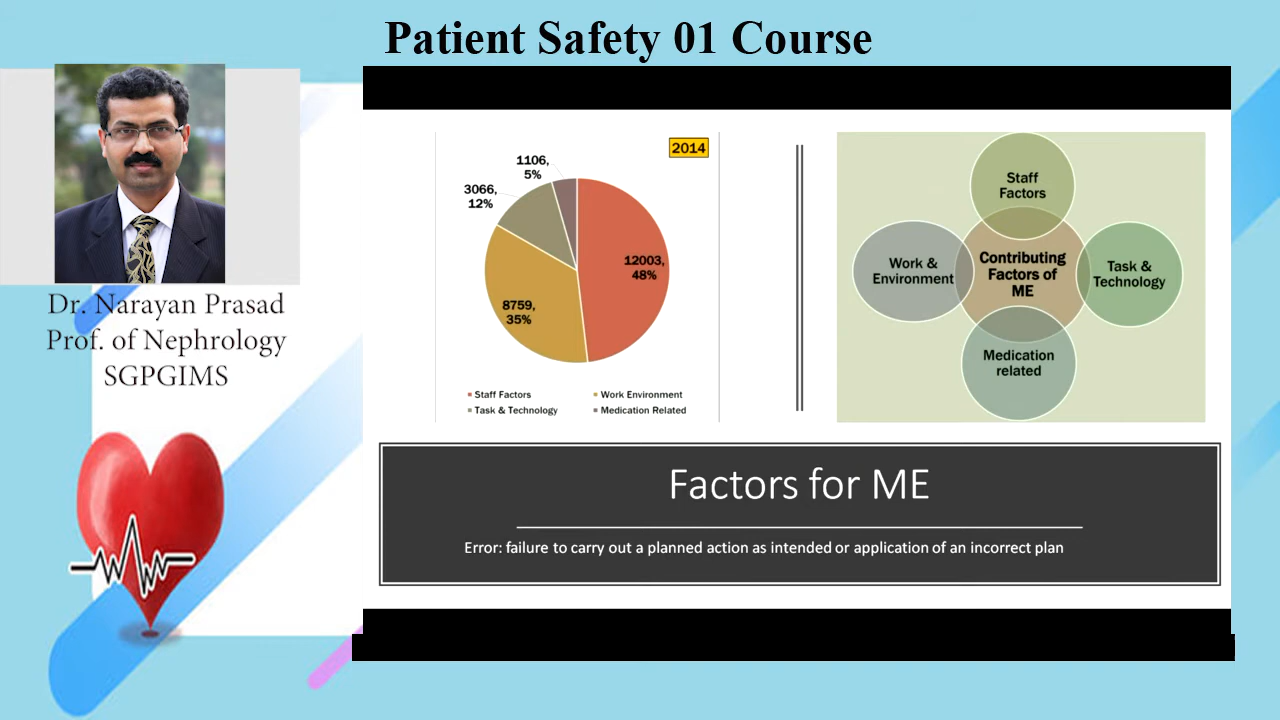 Patient Safety 01 Course
Dr. Narayan Prasad
Prof. of Nephrology
SGPGIMS
2014
1106,
5%
3066,
12%
12003,
48%
8759,
35%
Staff Factors
Work Environment
Task & Technology
Medication Related
Staff
Factors
Work &
Environment
Contributing
Factors of
ME
Task &
Technology
Medication
related
Factors for ME
Error: failure to carry out a planned action as intended or application of an incorrect plan